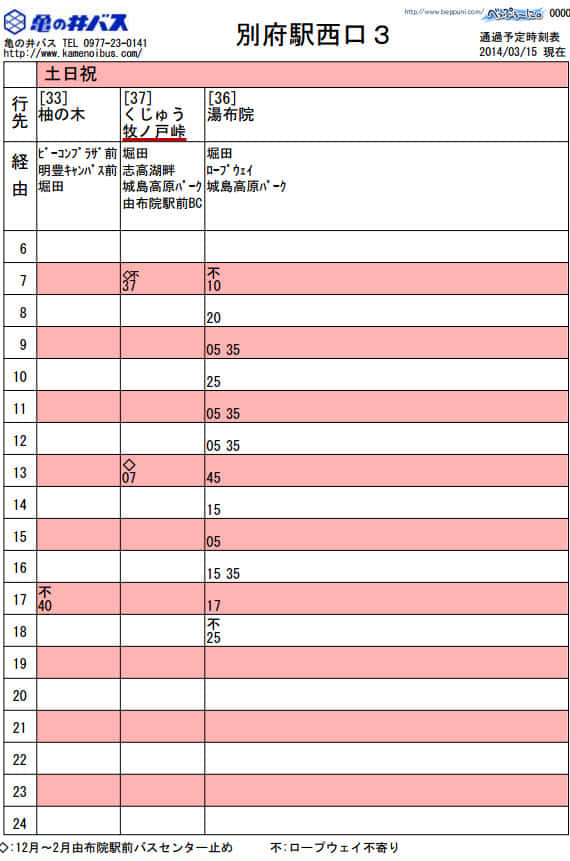 亀の井バス
亀の井バス TEL 0977-23-0141
http://www.kamenoibus.com/
別府駅西口３
http://www.beppuni.com/ べっぷぅに。 0000
通過予定時刻表
2014/03/15 現在
土日祝
行先 [33] [37] [36]
柚の木 くじゅう 湯布院
牧ノ戸峠
経由 ﾋﾞｰｺﾝﾌﾟﾗｻﾞ前 堀田 堀田
明豊ｷｬﾝﾊﾟｽ前 志高湖畔 ﾛｰﾌﾟｳｪｲ
堀田 城島高原ﾊﾟｰｸ 城島高原ﾊﾟｰｸ
由布院駅前BC
6
◇不 不
7 37 10
8 20
9 05 35
10 25
11 05 35
12 05 35
◇
13 07 45
14 15
15 05
16 15 35
不
17 40 17
不
18 25
19
20
21
22
23
24
◇:12月～2月由布院駅前バスセンター止め 不:ロープウェイ不寄り